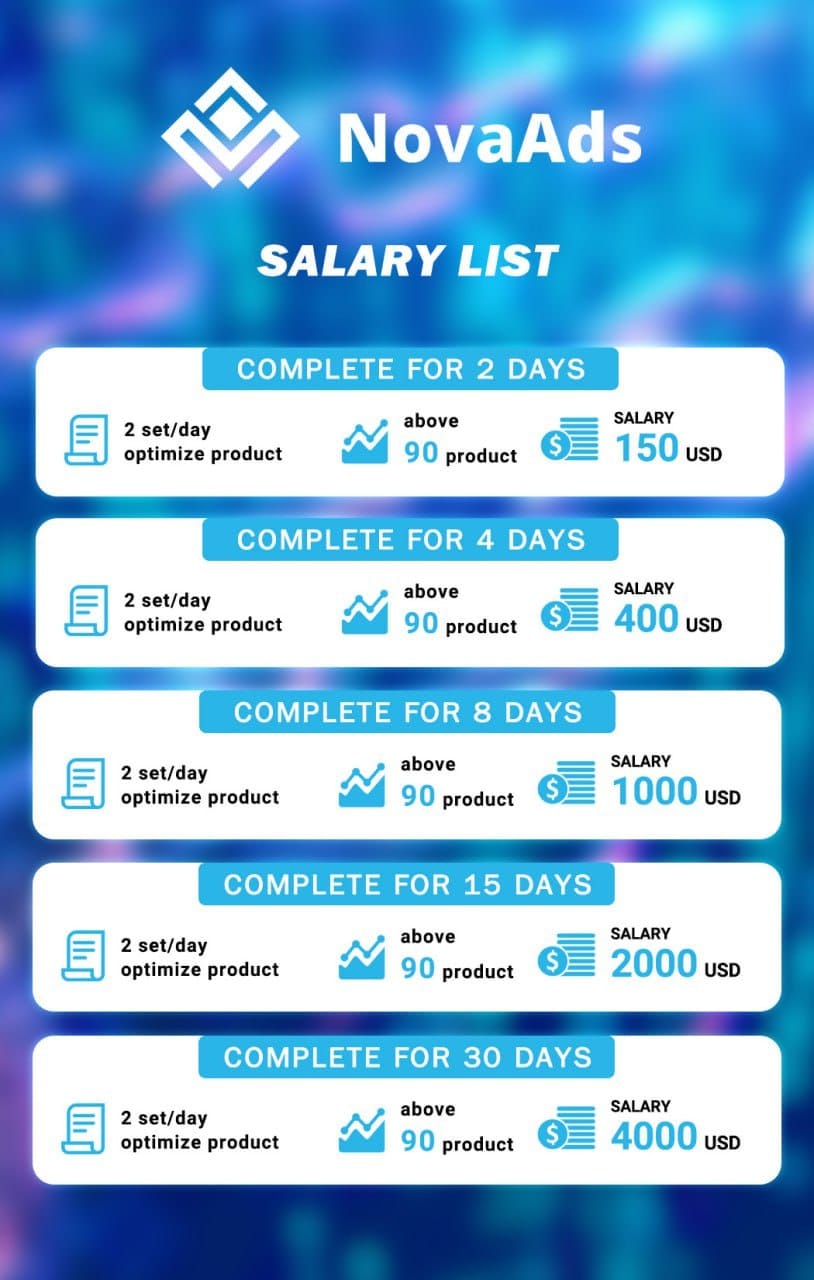 NovaAds
SALARY LIST
COMPLETE FOR 2 DAYS
2 set/day
optimize product
above
90 product
SALARY
150 USD
COMPLETE FOR 4 DAYS
2 set/day
optimize product
above
90 product
SALARY
400 USD
COMPLETE FOR 8 DAYS
2 set/day
optimize product
above
90 product
SALARY
1000 USD
COMPLETE FOR 15 DAYS
2 set/day
optimize product
above
90 product
SALARY
2000 USD
COMPLETE FOR 30 DAYS
2 set/day
optimize product
above
90 product
SALARY
4000 USD